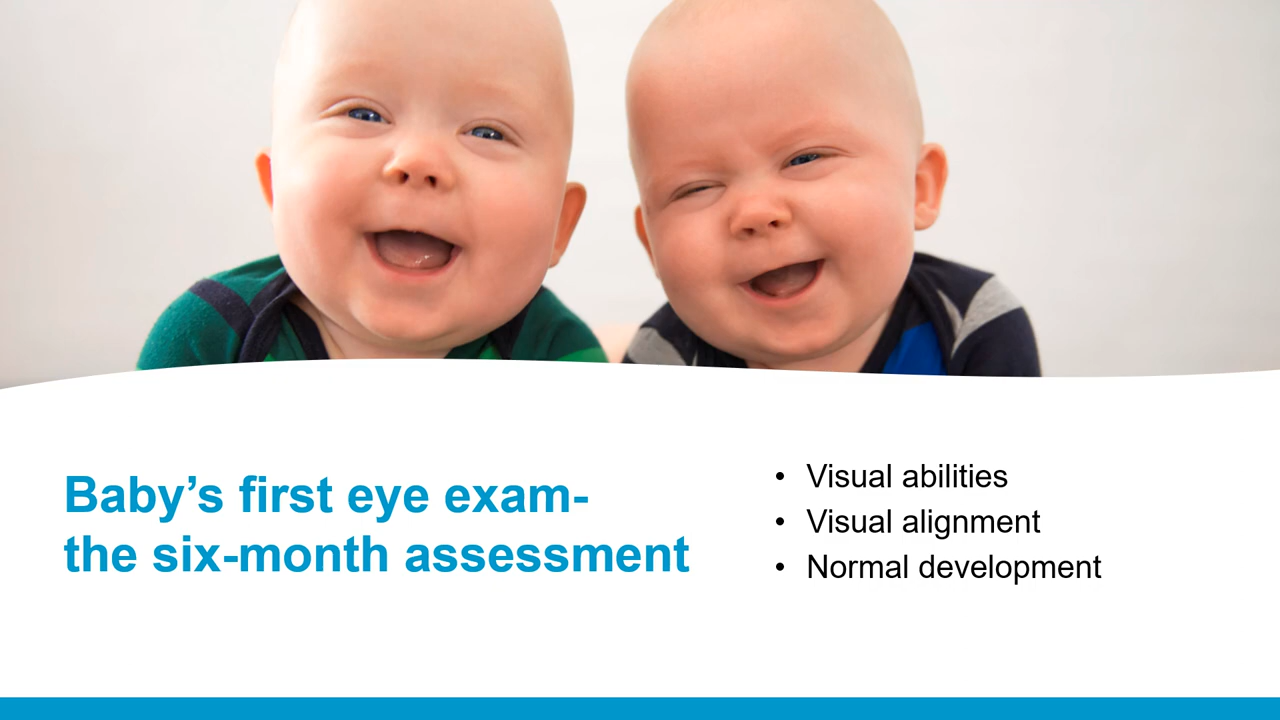 Baby’s first eye exam-
the six-month assessment
• Visual abilities
• Visual alignment
• Normal development